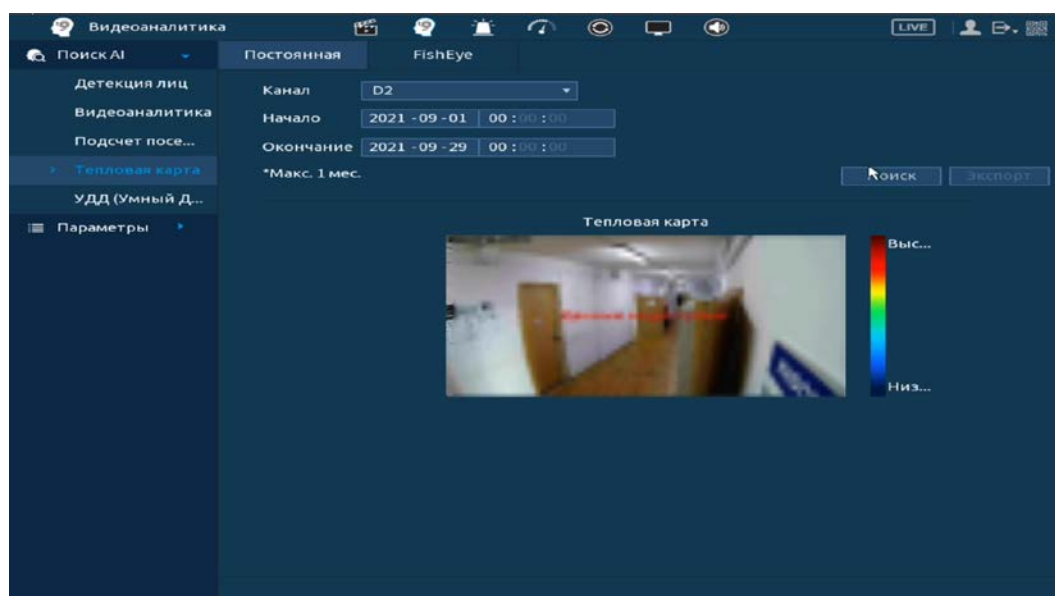 Видеоаналитика LIVE
Поиск AI Постоянная FishEye
Детекция лиц
Канал D2
Видеоаналитика
Начало 2021 - 09 - 01 00 : 00 : 00
Подсчет посе...
Окончание 2021 - 09 - 29 00 : 00 : 00
Тепловая карта
*Макс. 1 мес.
Поиск Экспорт
УДД (Умный Д...
Параметры
Тепловая карта
Выс...
Низ...